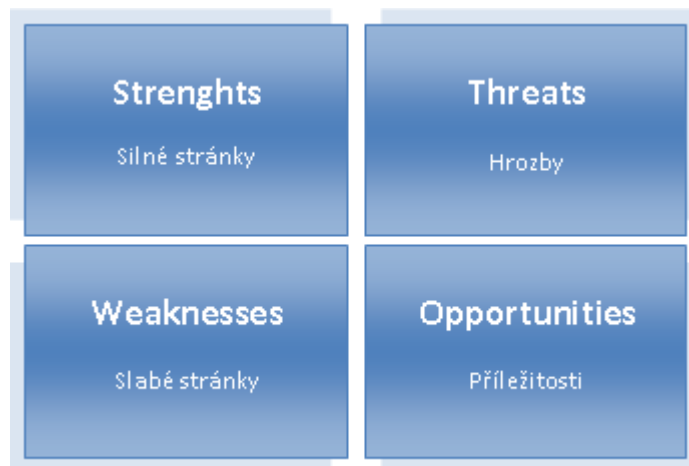 Strenghts
Silné stránky
Threats
Hrozby
Weaknesses
Slabé stránky
Opportunities
Příležitosti